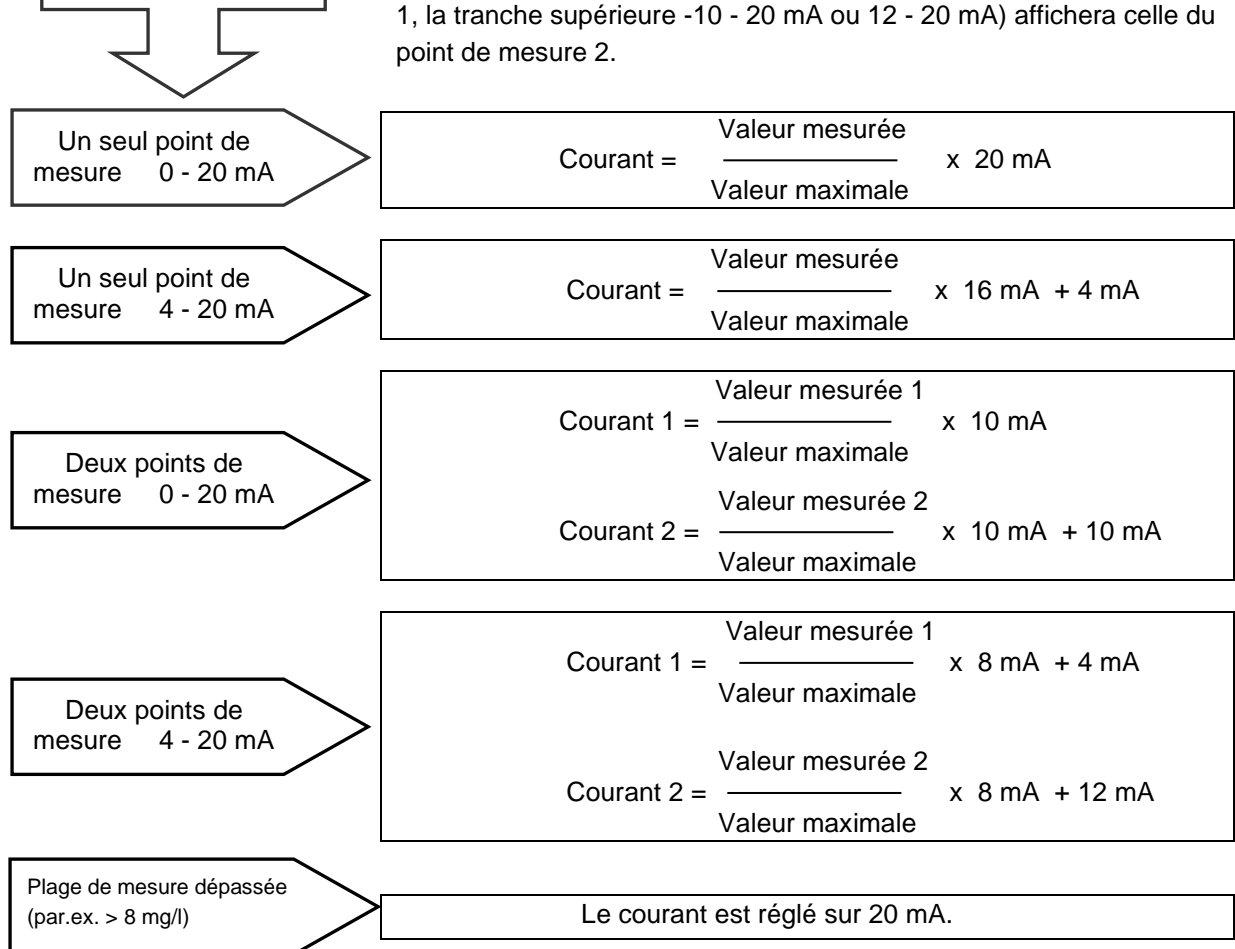 1, la tranche supérieure -10 - 20 mA ou 12 - 20 mA) affichera celle du
point de mesure 2.
Un seul point de
mesure 0 - 20 mA
Valeur mesurée
Courant = x 20 mA
Valeur maximale
Un seul point de
mesure 4 - 20 mA
Valeur mesurée
Courant = x 16 mA + 4 mA
Valeur maximale
Deux points de
mesure 0 - 20 mA
Valeur mesurée 1
Courant 1 = x 10 mA
Valeur maximale
Valeur mesurée 2
Courant 2 = x 10 mA + 10 mA
Valeur maximale
Deux points de
mesure 4 - 20 mA
Valeur mesurée 1
Courant 1 = x 8 mA + 4 mA
Valeur maximale
Valeur mesurée 2
Courant 2 = x 8 mA + 12 mA
Valeur maximale
Plage de mesure dépassée
(par.ex. > 8 mg/l)
Le courant est réglé sur 20 mA.